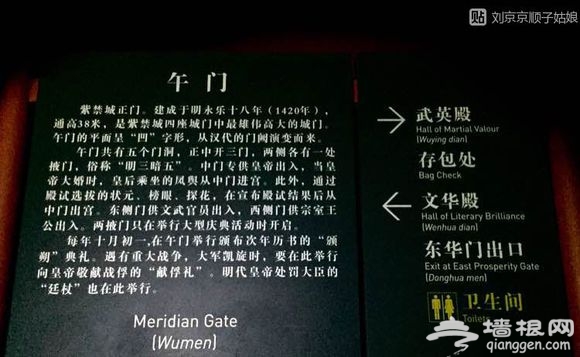 刘京京顺子姑娘
午门
紫禁城正门。建成于明永乐十八年（1420年），
通高38米，是紫禁城四座城门中最雄伟高大的城门。
午门的平面呈“凹”字形，从汉代的门阙演变而来。
午门共有五个门洞，正中开三门，两侧各有一处
掖门，俗称“明三暗五”。中门专供皇帝出入，当皇
帝大婚时，皇后乘坐的凤舆从中门进宫。此外，通过
殿试选拔的状元、榜眼、探花，在宣布殿试结果后从
中门出宫。东侧门供文武官员出入，西侧门供宗室王
公出入。两掖门只在举行大型庆典活动时开启。
每年十月初一，在午门举行颁布次年历书的“颁
朔”典礼。遇有重大战争，大军凯旋时，要在此举行
向皇帝敬献战俘的“献俘礼”。明代皇帝处罚大臣的
“廷杖”也在此举行。
Meridian Gate
(Wumen)
武英殿
Hall of Martial Valour
(Wuying dian)
存包处
Bag Check
文华殿
Hall of Literary Brilliance
(Wenhua dian)
东华门出口
Exit at East Prosperity Gate
(Donghua men)
卫生间
Toilets
墙根网
qianggen.com